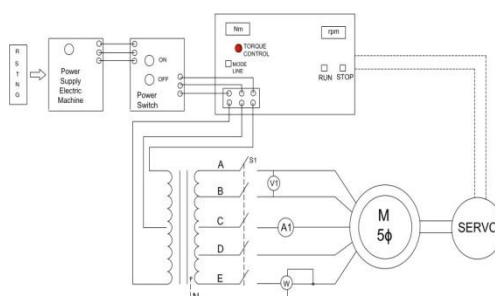 R
S
T
N
G
Power
Supply
Electric
Machine
ON
OFF
Power
Switch
Nm
TORQUE
CONTROL
MODE
LINE
rpm
RUN STOP
A
B
C
D
E
N
S1
V1
A1
W
M
5ϕ
SERVO